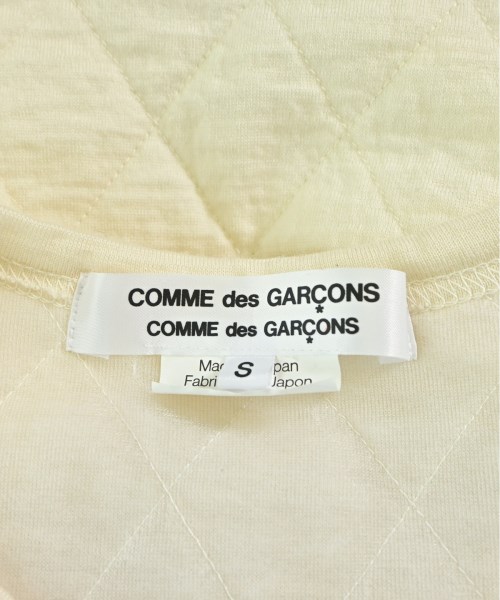 COMME des GARÇONS
COMME des GARÇONS
S
Fabri Japon